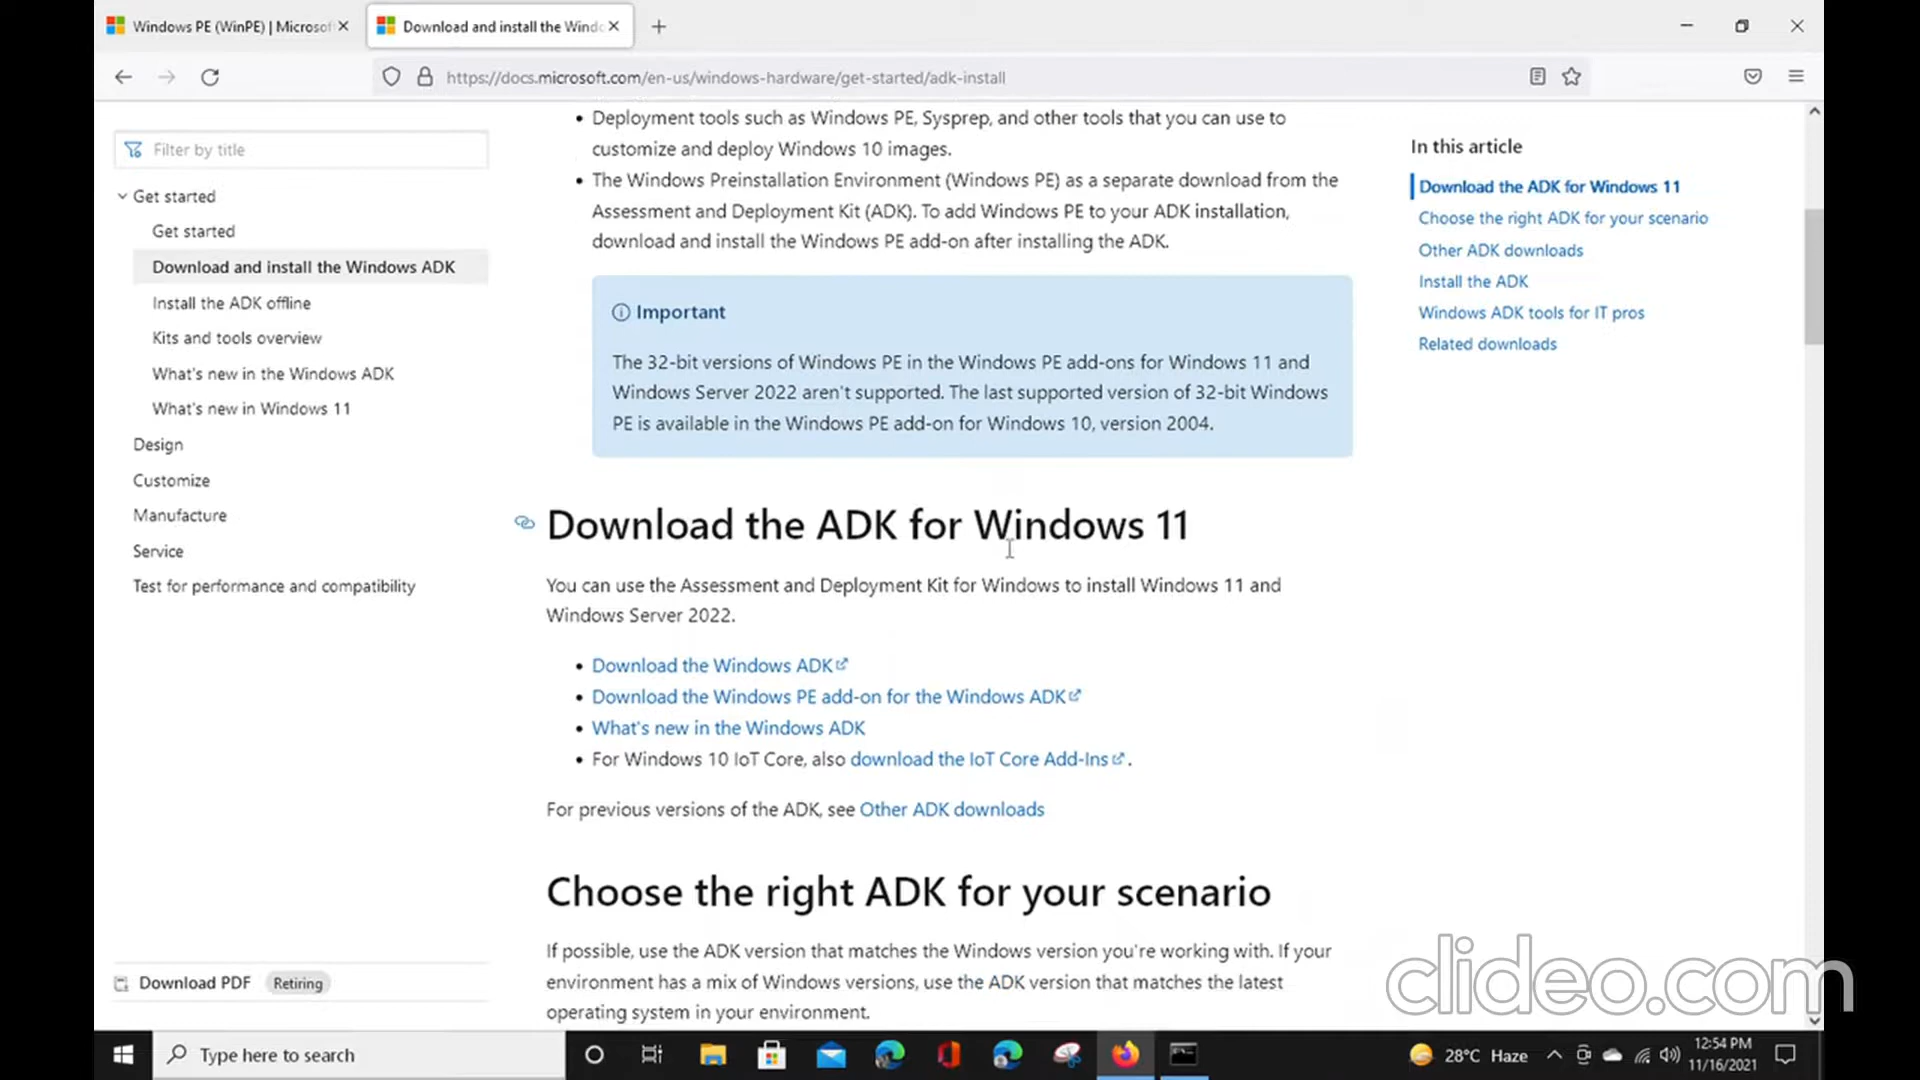 Windows PE (WinPE) | Microsof
Download and install the Windo
https://docs.microsoft.com/en-us/windows-hardware/get-started/adk-install
Filter by title
Get started
Get started
Download and install the Windows ADK
Install the ADK offline
Kits and tools overview
What's new in the Windows ADK
What's new in Windows 11
Design
Customize
Manufacture
Service
Test for performance and compatibility
Download PDF
Retiring
• Deployment tools such as Windows PE, Sysprep, and other tools that you can use to
customize and deploy Windows 10 images.
• The Windows Preinstallation Environment (Windows PE) as a separate download from the
Assessment and Deployment Kit (ADK). To add Windows PE to your ADK installation,
download and install the Windows PE add-on after installing the ADK.
Important
The 32-bit versions of Windows PE in the Windows PE add-ons for Windows 11 and
Windows Server 2022 aren't supported. The last supported version of 32-bit Windows
PE is available in the Windows PE add-on for Windows 10, version 2004.
Download the ADK for Windows 11
You can use the Assessment and Deployment Kit for Windows to install Windows 11 and
Windows Server 2022.
• Download the Windows ADK
• Download the Windows PE add-on for the Windows ADK
• What's new in the Windows ADK
• For Windows 10 IoT Core, also download the IoT Core Add-Ins .
For previous versions of the ADK, see Other ADK downloads
Choose the right ADK for your scenario
If possible, use the ADK version that matches the Windows version you're working with. If your
environment has a mix of Windows versions, use the ADK version that matches the latest
operating system in your environment.
In this article
Download the ADK for Windows 11
Choose the right ADK for your scenario
Other ADK downloads
Install the ADK
Windows ADK tools for IT pros
Related downloads
clideo.com
Type here to search
28°C Haze
12:54 PM
11/16/2021